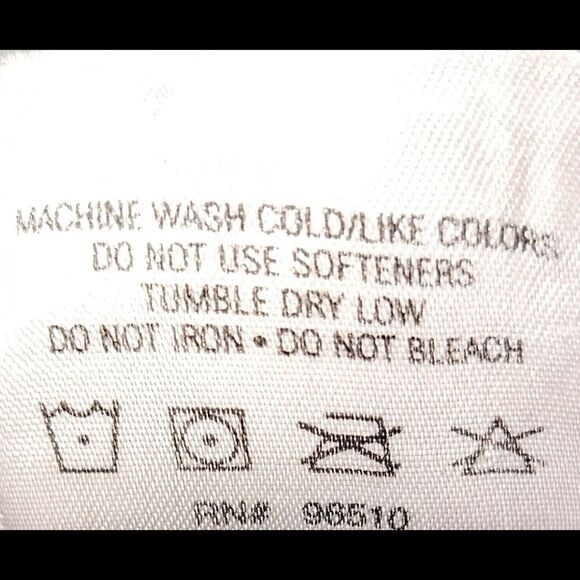 MACHINE WASH COLD/LIKE COLORS
DO NOT USE SOFTENERS
TUMBLE DRY LOW
DO NOT IRON • DO NOT BLEACH
RN# 96510